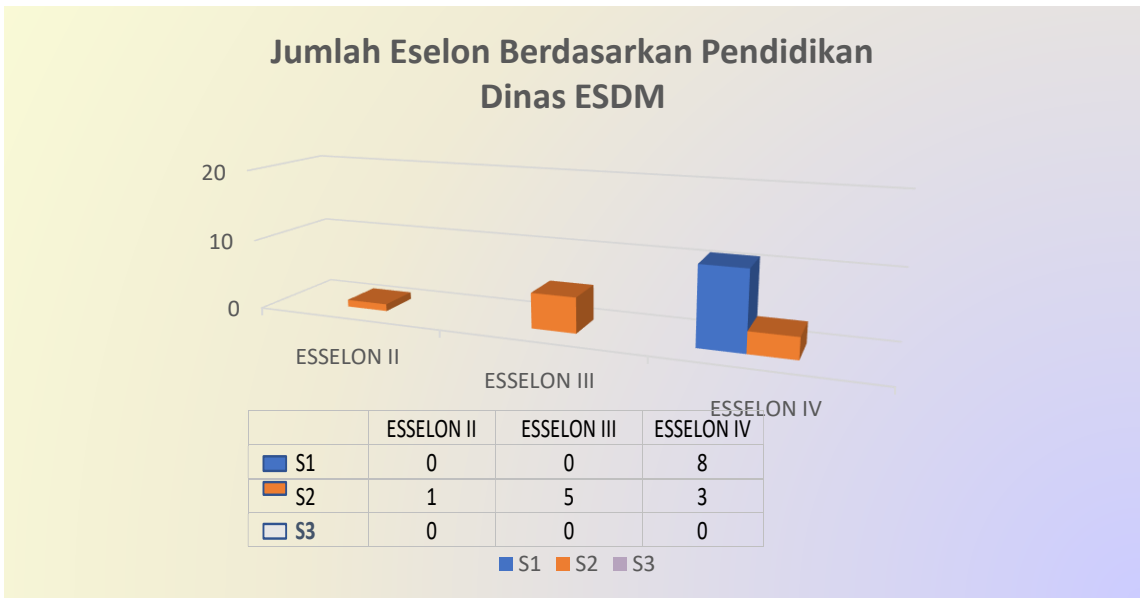 Jumlah Eselon Berdasarkan Pendidikan
Dinas ESDM
20
10
0
ESSELON II
ESSELON III
ESSELON IV
ESSELON II ESSELON III ESSELON IV
S1 0 0 8
S2 1 5 3
S3 0 0 0
S1 S2 S3